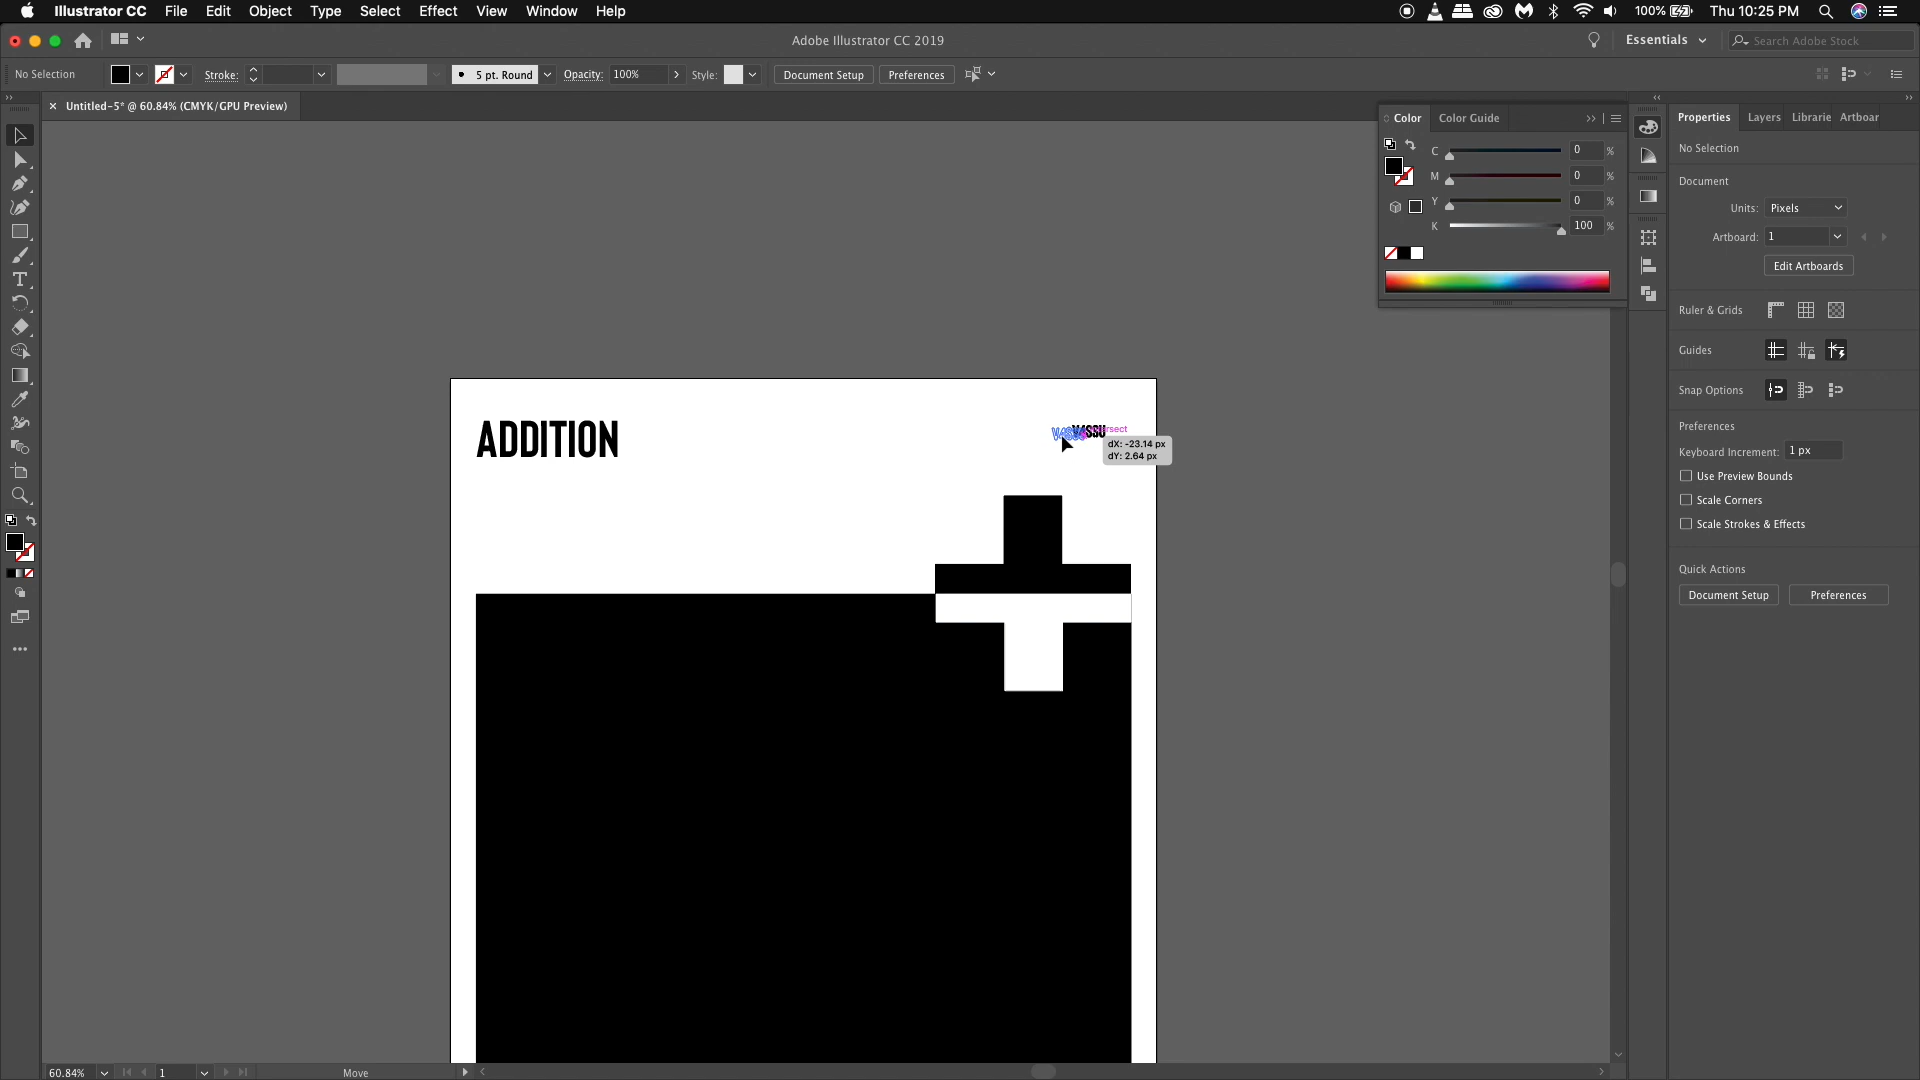 Illustrator CC File Edit Object Type Select Effect View Window Help 100% Thu 10:25 PM
Adobe Illustrator CC 2019 Essentials Search Adobe Stock
No Selection Stroke: 5 pt. Round Opacity: 100% Style: Document Setup Preferences
Untitled-5* @ 60.84% (CMYK/GPU Preview)
Color Color Guide
C 0 %
M 0 %
Y 0 %
K 100 %
Properties Layers Librarie Artboar
No Selection
Document
Units: Pixels
Artboard: 1
Edit Artboards
Ruler & Grids
Guides
Snap Options
Preferences
Keyboard Increment: 1 px
Use Preview Bounds
Scale Corners
Scale Strokes & Effects
Quick Actions
Document Setup Preferences
ADDITION
dX: -23.14 px
dY: 2.64 px
60.84% 1 Move